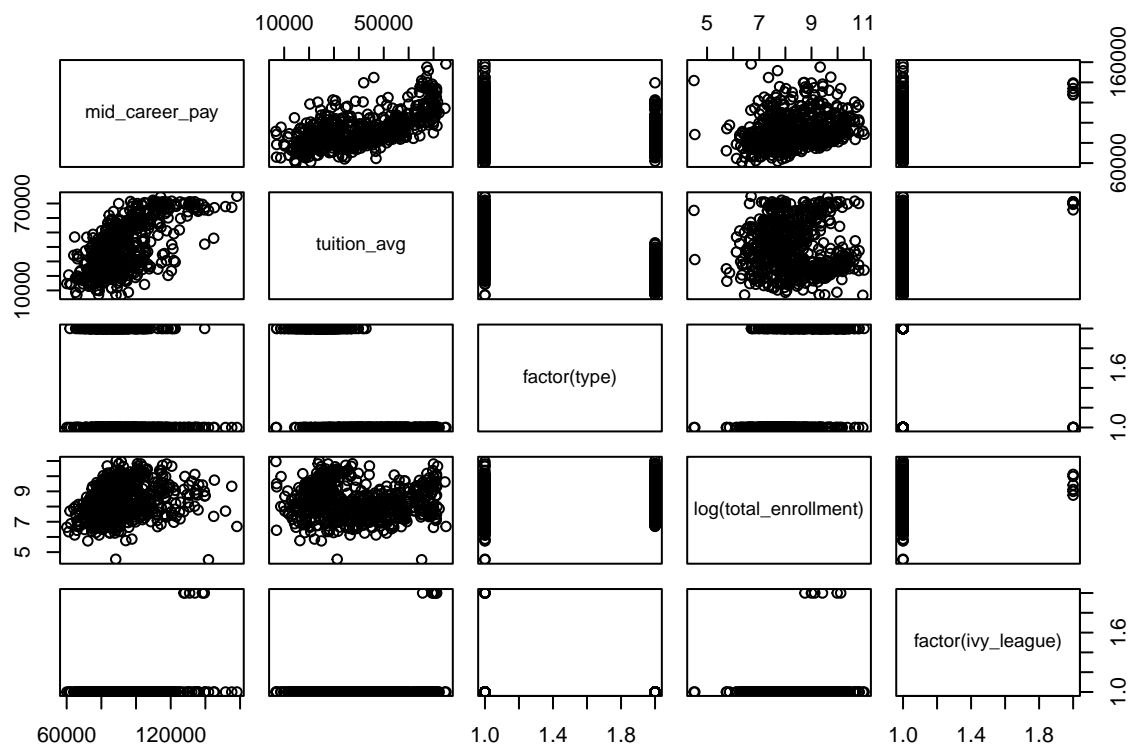 10000 50000 5 7 9 11
mid_career_pay 60000 160000
10000 70000 tuition_avg
factor(type) 1.0 1.6
5 7 9 log(total_enrollment)
factor(ivy_league) 1.0 1.6
60000 120000 1.0 1.4 1.8 1.0 1.4 1.8